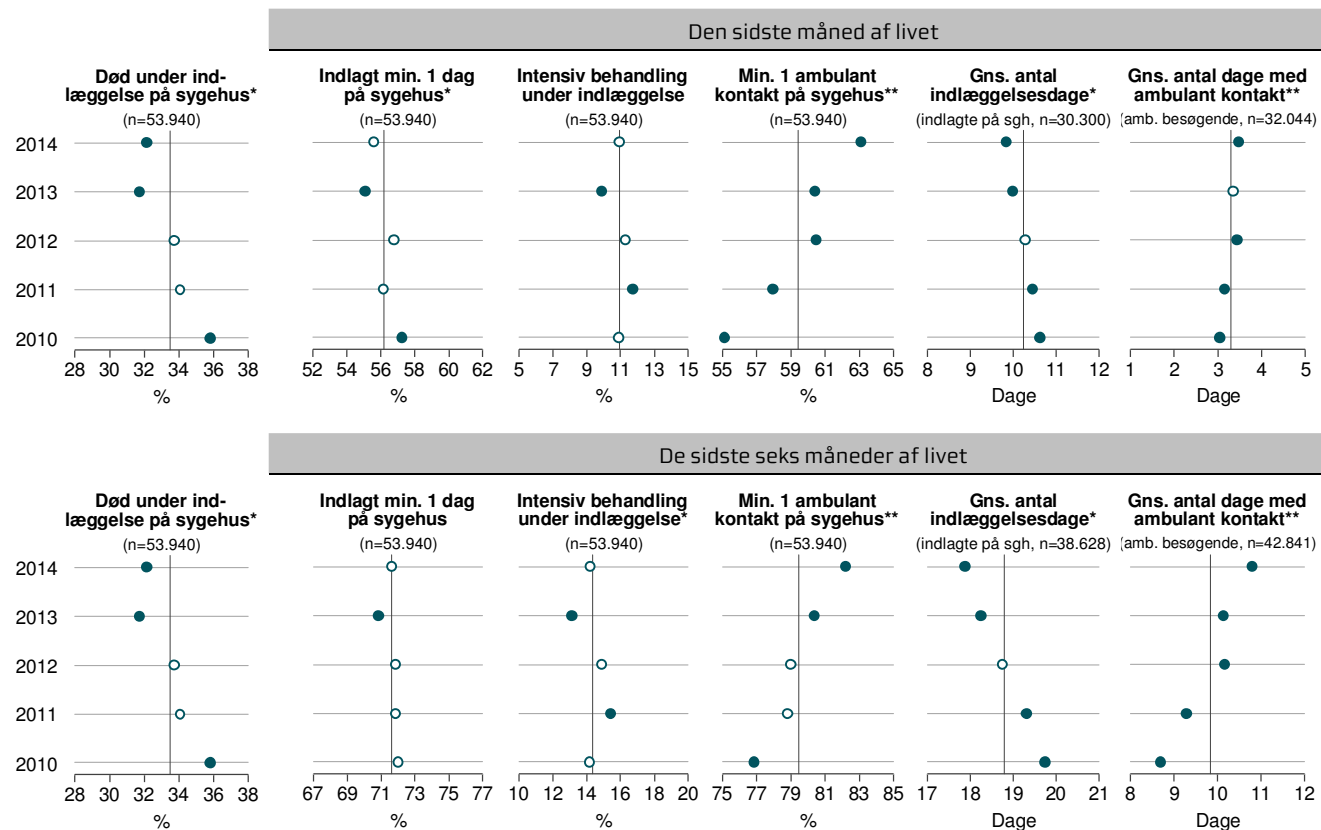 Den sidste måned af livet
Død under ind-
læggelse på sygehus*
(n=53.940)
Indlagt min. 1 dag
på sygehus*
(n=53.940)
Intensiv behandling
under indlæggelse
(n=53.940)
Min. 1 ambulant
kontakt på sygehus**
(n=53.940)
Gns. antal
indlæggelsesdage*
(indlagte på sgh, n=30.300)
Gns. antal dage med
ambulant kontakt**
(amb. besøgende, n=32.044)
2014
2013
2012
2011
2010
28 30 32 34 36 38
%
52 54 56 58 60 62
%
5 7 9 11 13 15
%
55 57 59 61 63 65
%
8 9 10 11 12
Dage
1 2 3 4 5
Dage
De sidste seks måneder af livet
Død under ind-
læggelse på sygehus*
(n=53.940)
Indlagt min. 1 dag
på sygehus
(n=53.940)
Intensiv behandling
under indlæggelse*
(n=53.940)
Min. 1 ambulant
kontakt på sygehus**
(n=53.940)
Gns. antal
indlæggelsesdage*
(indlagte på sgh, n=38.628)
Gns. antal dage med
ambulant kontakt**
(amb. besøgende, n=42.841)
2014
2013
2012
2011
2010
28 30 32 34 36 38
%
67 69 71 73 75 77
%
10 12 14 16 18 20
%
75 77 79 81 83 85
%
17 18 19 20 21
Dage
8 9 10 11 12
Dage